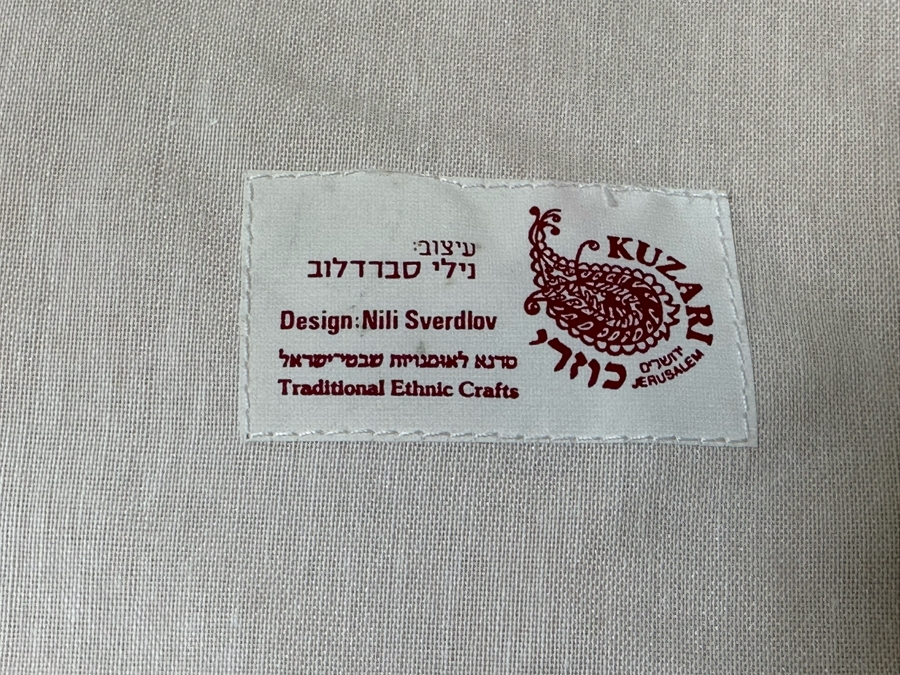 עיצוב:
נילי סברדלוב
Design: Nili Sverdlov
סדנא לאומנויות שבטי־ישראל
Traditional Ethnic Crafts
KUZARI
כוזרי
ירושלים
JERUSALEM